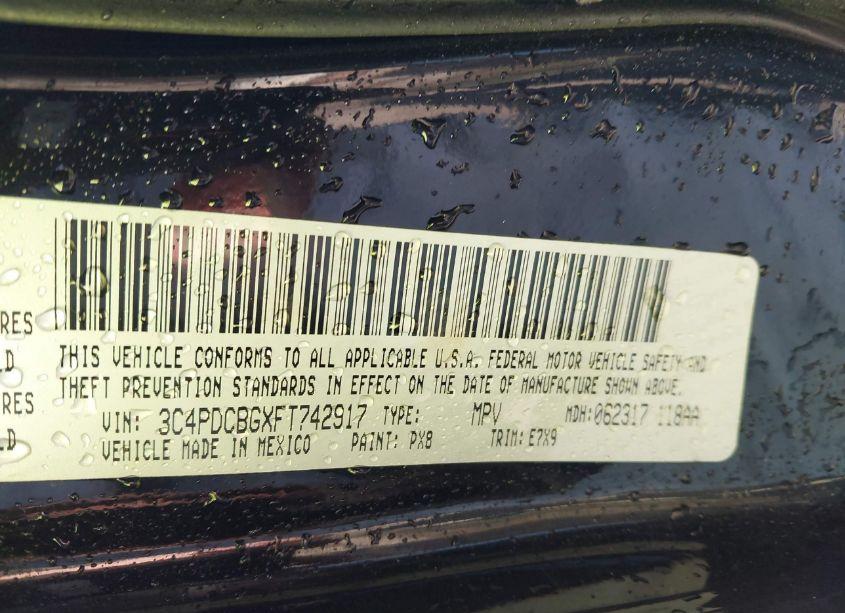 RES
LD
THIS VEHICLE CONFORMS TO ALL APPLICABLE U.S.A. FEDERAL MOTOR VEHICLE SAFETY AND
THEFT PREVENTION STANDARDS IN EFFECT ON THE DATE OF MANUFACTURE SHOWN ABOVE.
RES
LD
VIN: 3C4PDCBGXFT742917 TYPE: MPV MDH:062317 118AA
VEHICLE MADE IN MEXICO PAINT: PX8 TRIM: E7X9